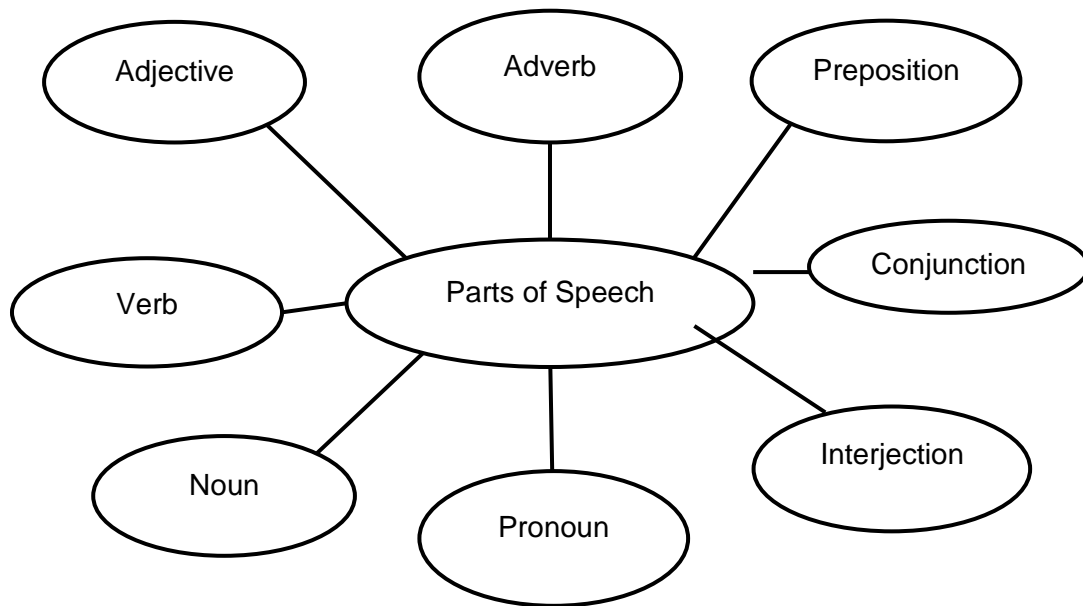 Adjective
Adverb
Preposition
Conjunction
Parts of Speech
Verb
Interjection
Noun
Pronoun